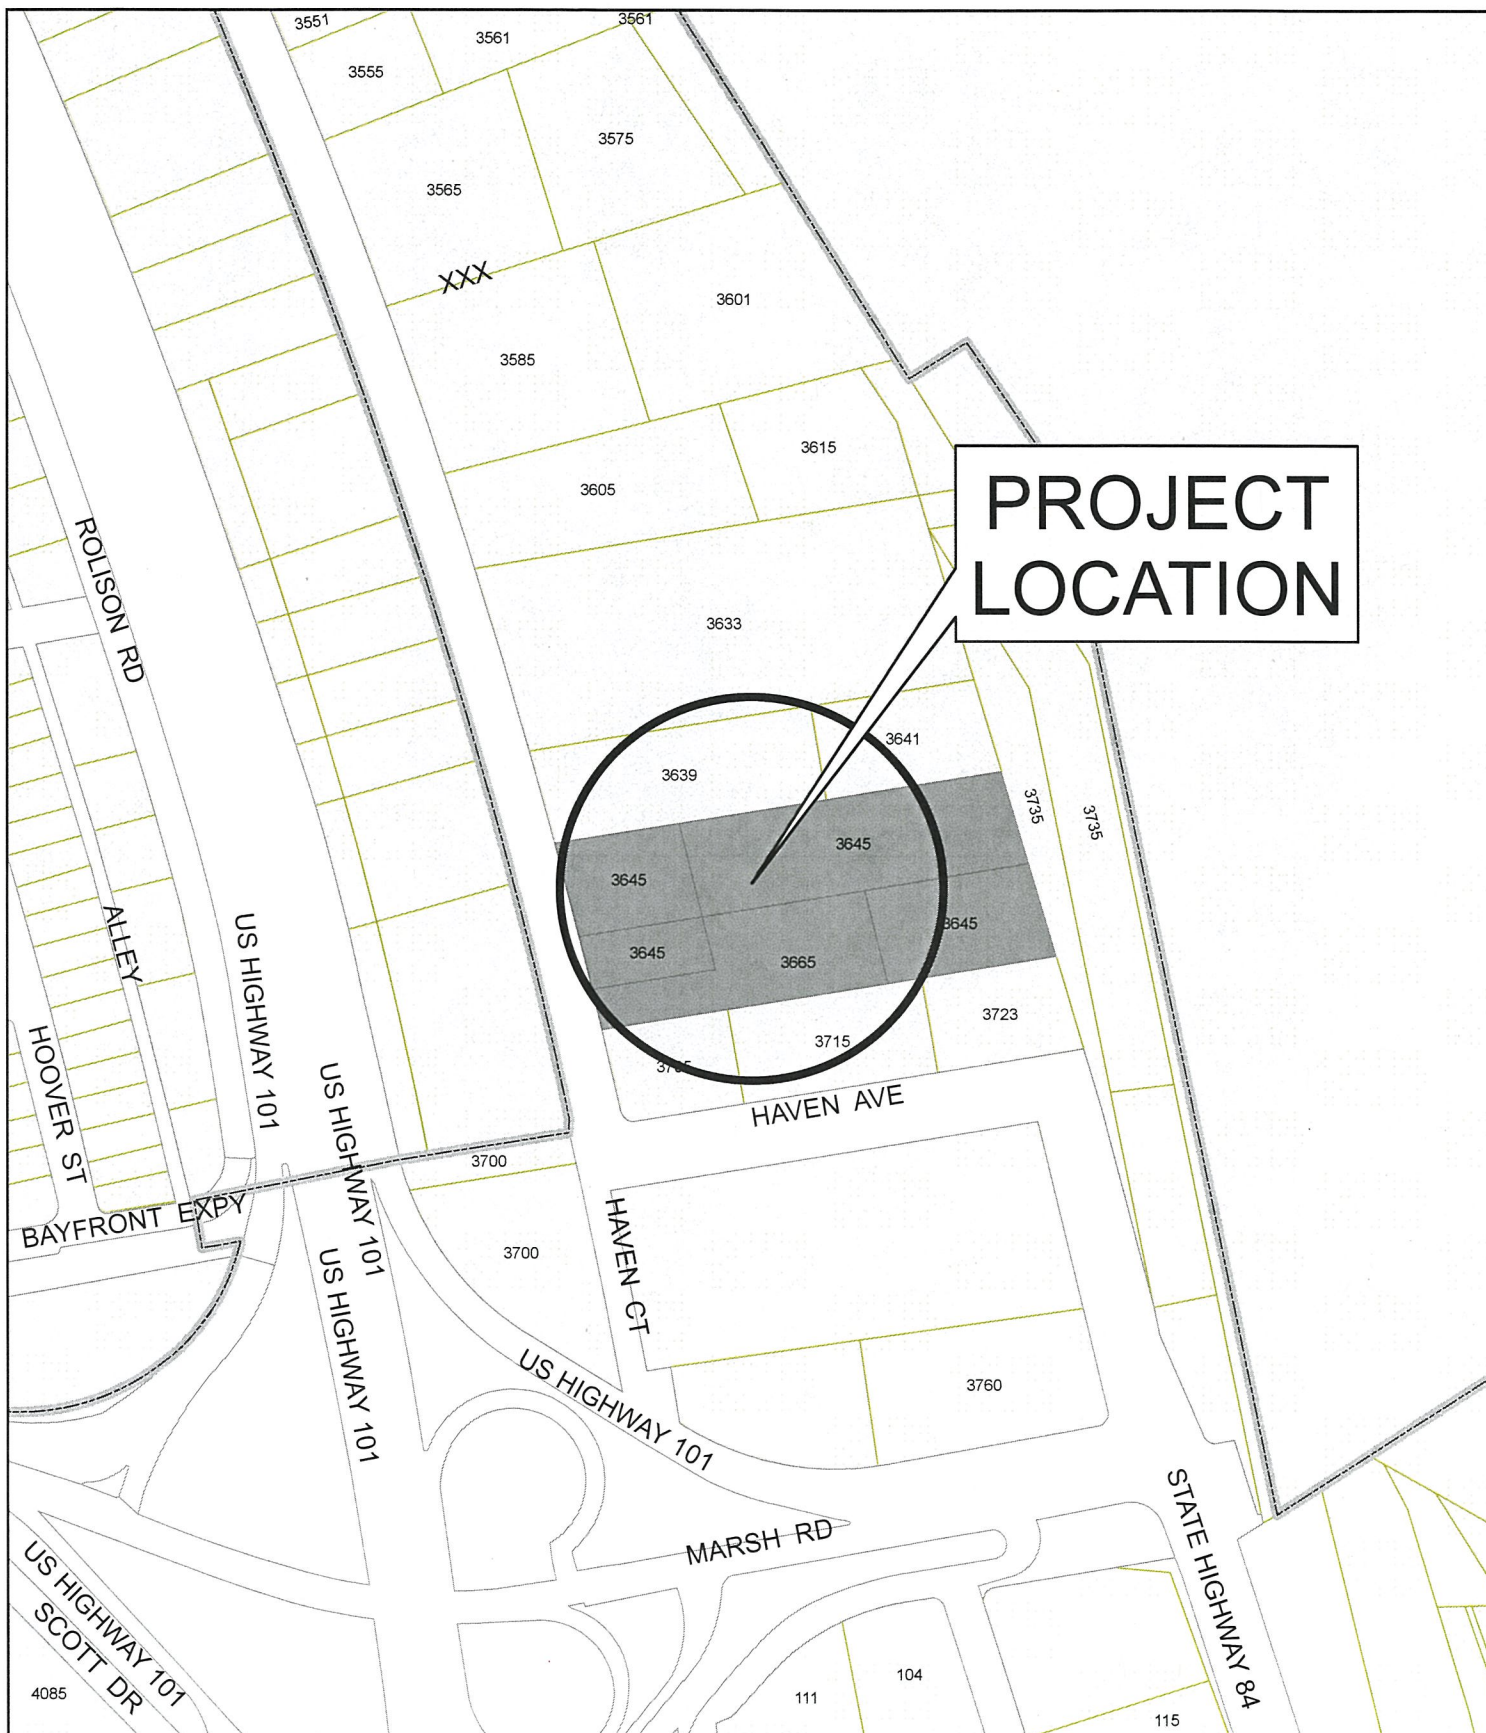 3551
3561
3561
3555
3575
3565
XXX
3601
3585
3615
3605
PROJECT
LOCATION
ROLISON RD
3633
3641
3639
3735
3735
3645
3645
3645
3645
3665
ALLEY
US HIGHWAY 101
3723
3715
HOOVER ST
US HIGHWAY 101
HAVEN AVE
3700
BAYFRONT EXPY
HAVEN CT
3700
US HIGHWAY 101
US HIGHWAY 101
3760
MARSH RD
STATE HIGHWAY 84
US HIGHWAY 101
SCOTT DR
4085
104
111
115